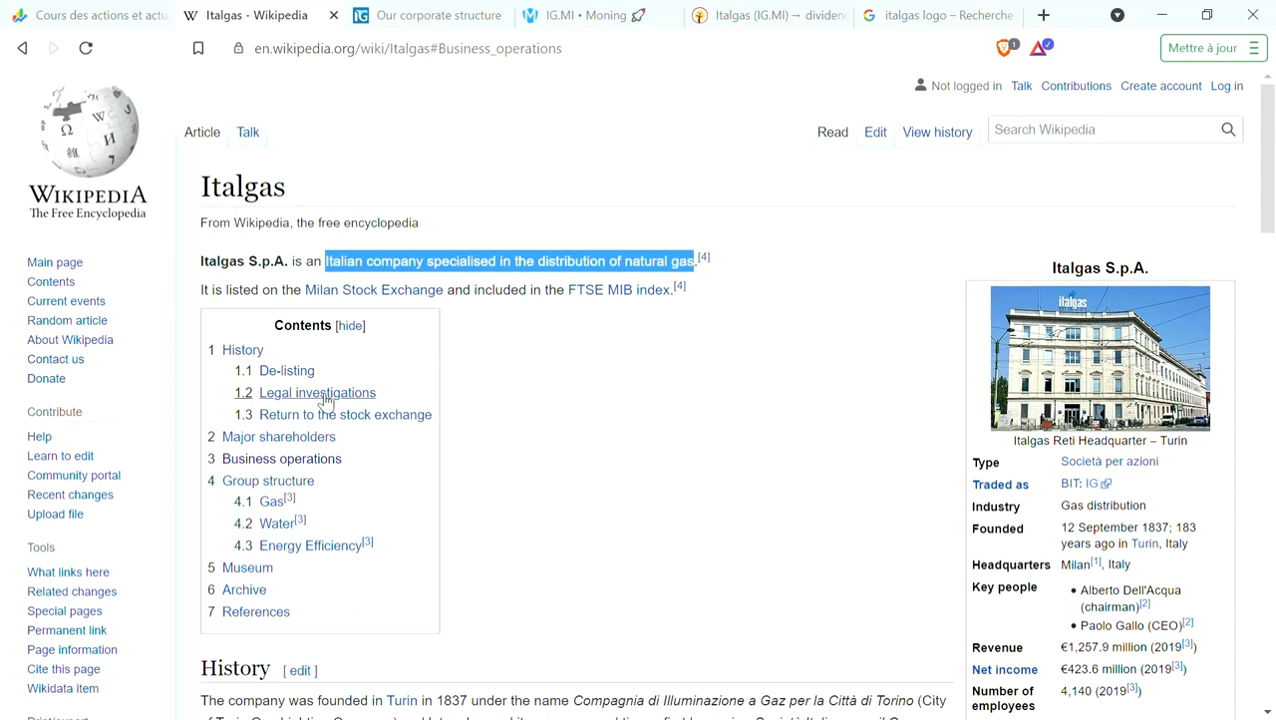 Cours des actions et actu
Italgas - Wikipedia
Our corporate structure
IG.MI • Moning 🚀
Italgas (IG.MI) → dividend
italgas logo – Recherche
en.wikipedia.org/wiki/Italgas#Business_operations
1
Mettre à jour
Not logged in Talk Contributions Create account Log in
Article Talk
Read Edit View history
Search Wikipedia
WIKIPEDIA
The Free Encyclopedia
Main page
Contents
Current events
Random article
About Wikipedia
Contact us
Donate
Contribute
Help
Learn to edit
Community portal
Recent changes
Upload file
Tools
What links here
Related changes
Special pages
Permanent link
Page information
Cite this page
Wikidata item
Italgas
From Wikipedia, the free encyclopedia
Italgas S.p.A. is an Italian company specialised in the distribution of natural gas.[4]
It is listed on the Milan Stock Exchange and included in the FTSE MIB index.[4]
Contents [hide]
1 History
1.1 De-listing
1.2 Legal investigations
1.3 Return to the stock exchange
2 Major shareholders
3 Business operations
4 Group structure
4.1 Gas[3]
4.2 Water[3]
4.3 Energy Efficiency[3]
5 Museum
6 Archive
7 References
History [ edit ]
The company was founded in Turin in 1837 under the name Compagnia di Illuminazione a Gaz per la Città di Torino (City
Italgas S.p.A.
italgas
Italgas Reti Headquarter – Turin
Type Società per azioni
Traded as BIT: IG
Industry Gas distribution
Founded 12 September 1837; 183
years ago in Turin, Italy
Headquarters Milan[1], Italy
Key people • Alberto Dell'Acqua
(chairman)[2]
• Paolo Gallo (CEO)[2]
Revenue €1,257.9 million (2019[3])
Net income €423.6 million (2019[3])
Number of 4,140 (2019[3])
employees